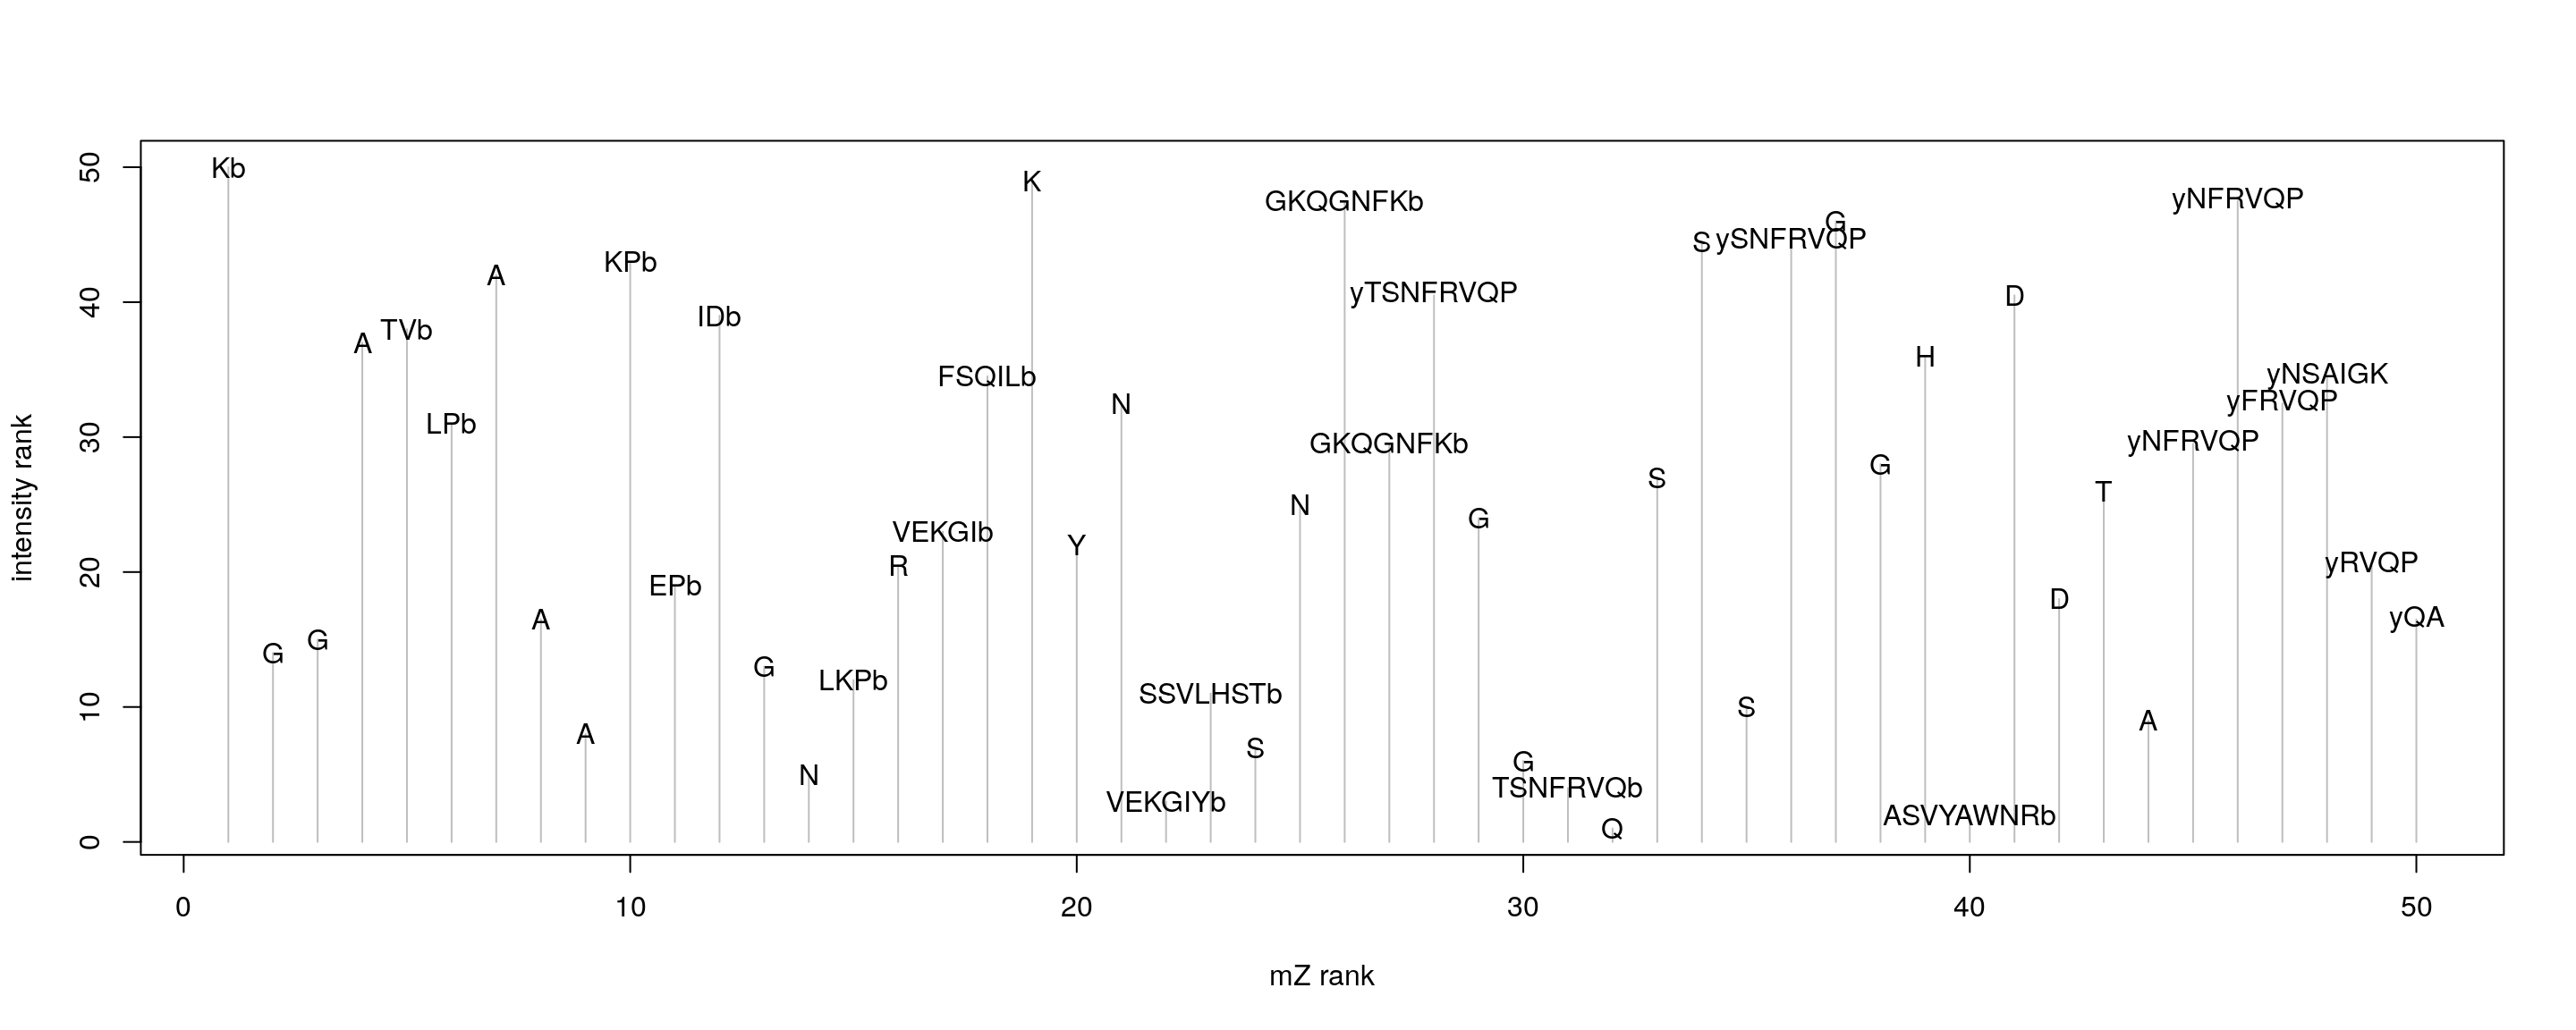 Kb
G
G
A
TVb
LPb
A
A
A
KPb
EPb
IDb
G
N
LKPb
R
VEKGIb
FSQILb
K
Y
N
VEKGIYb
SSVLHSTb
S
N
GKQGNFKb
GKQGNFKb
yTSNFRVQP
G
G
TSNFRVQb
Q
S
S
S
ySNFRVQP
G
G
H
ASVYAWNRb
D
D
T
A
yNFRVQP
yNFRVQP
yFRVQP
yNSAIGK
yRVQP
yQA
50
40
30
20
10
0
intensity rank
0 10 20 30 40 50
mZ rank